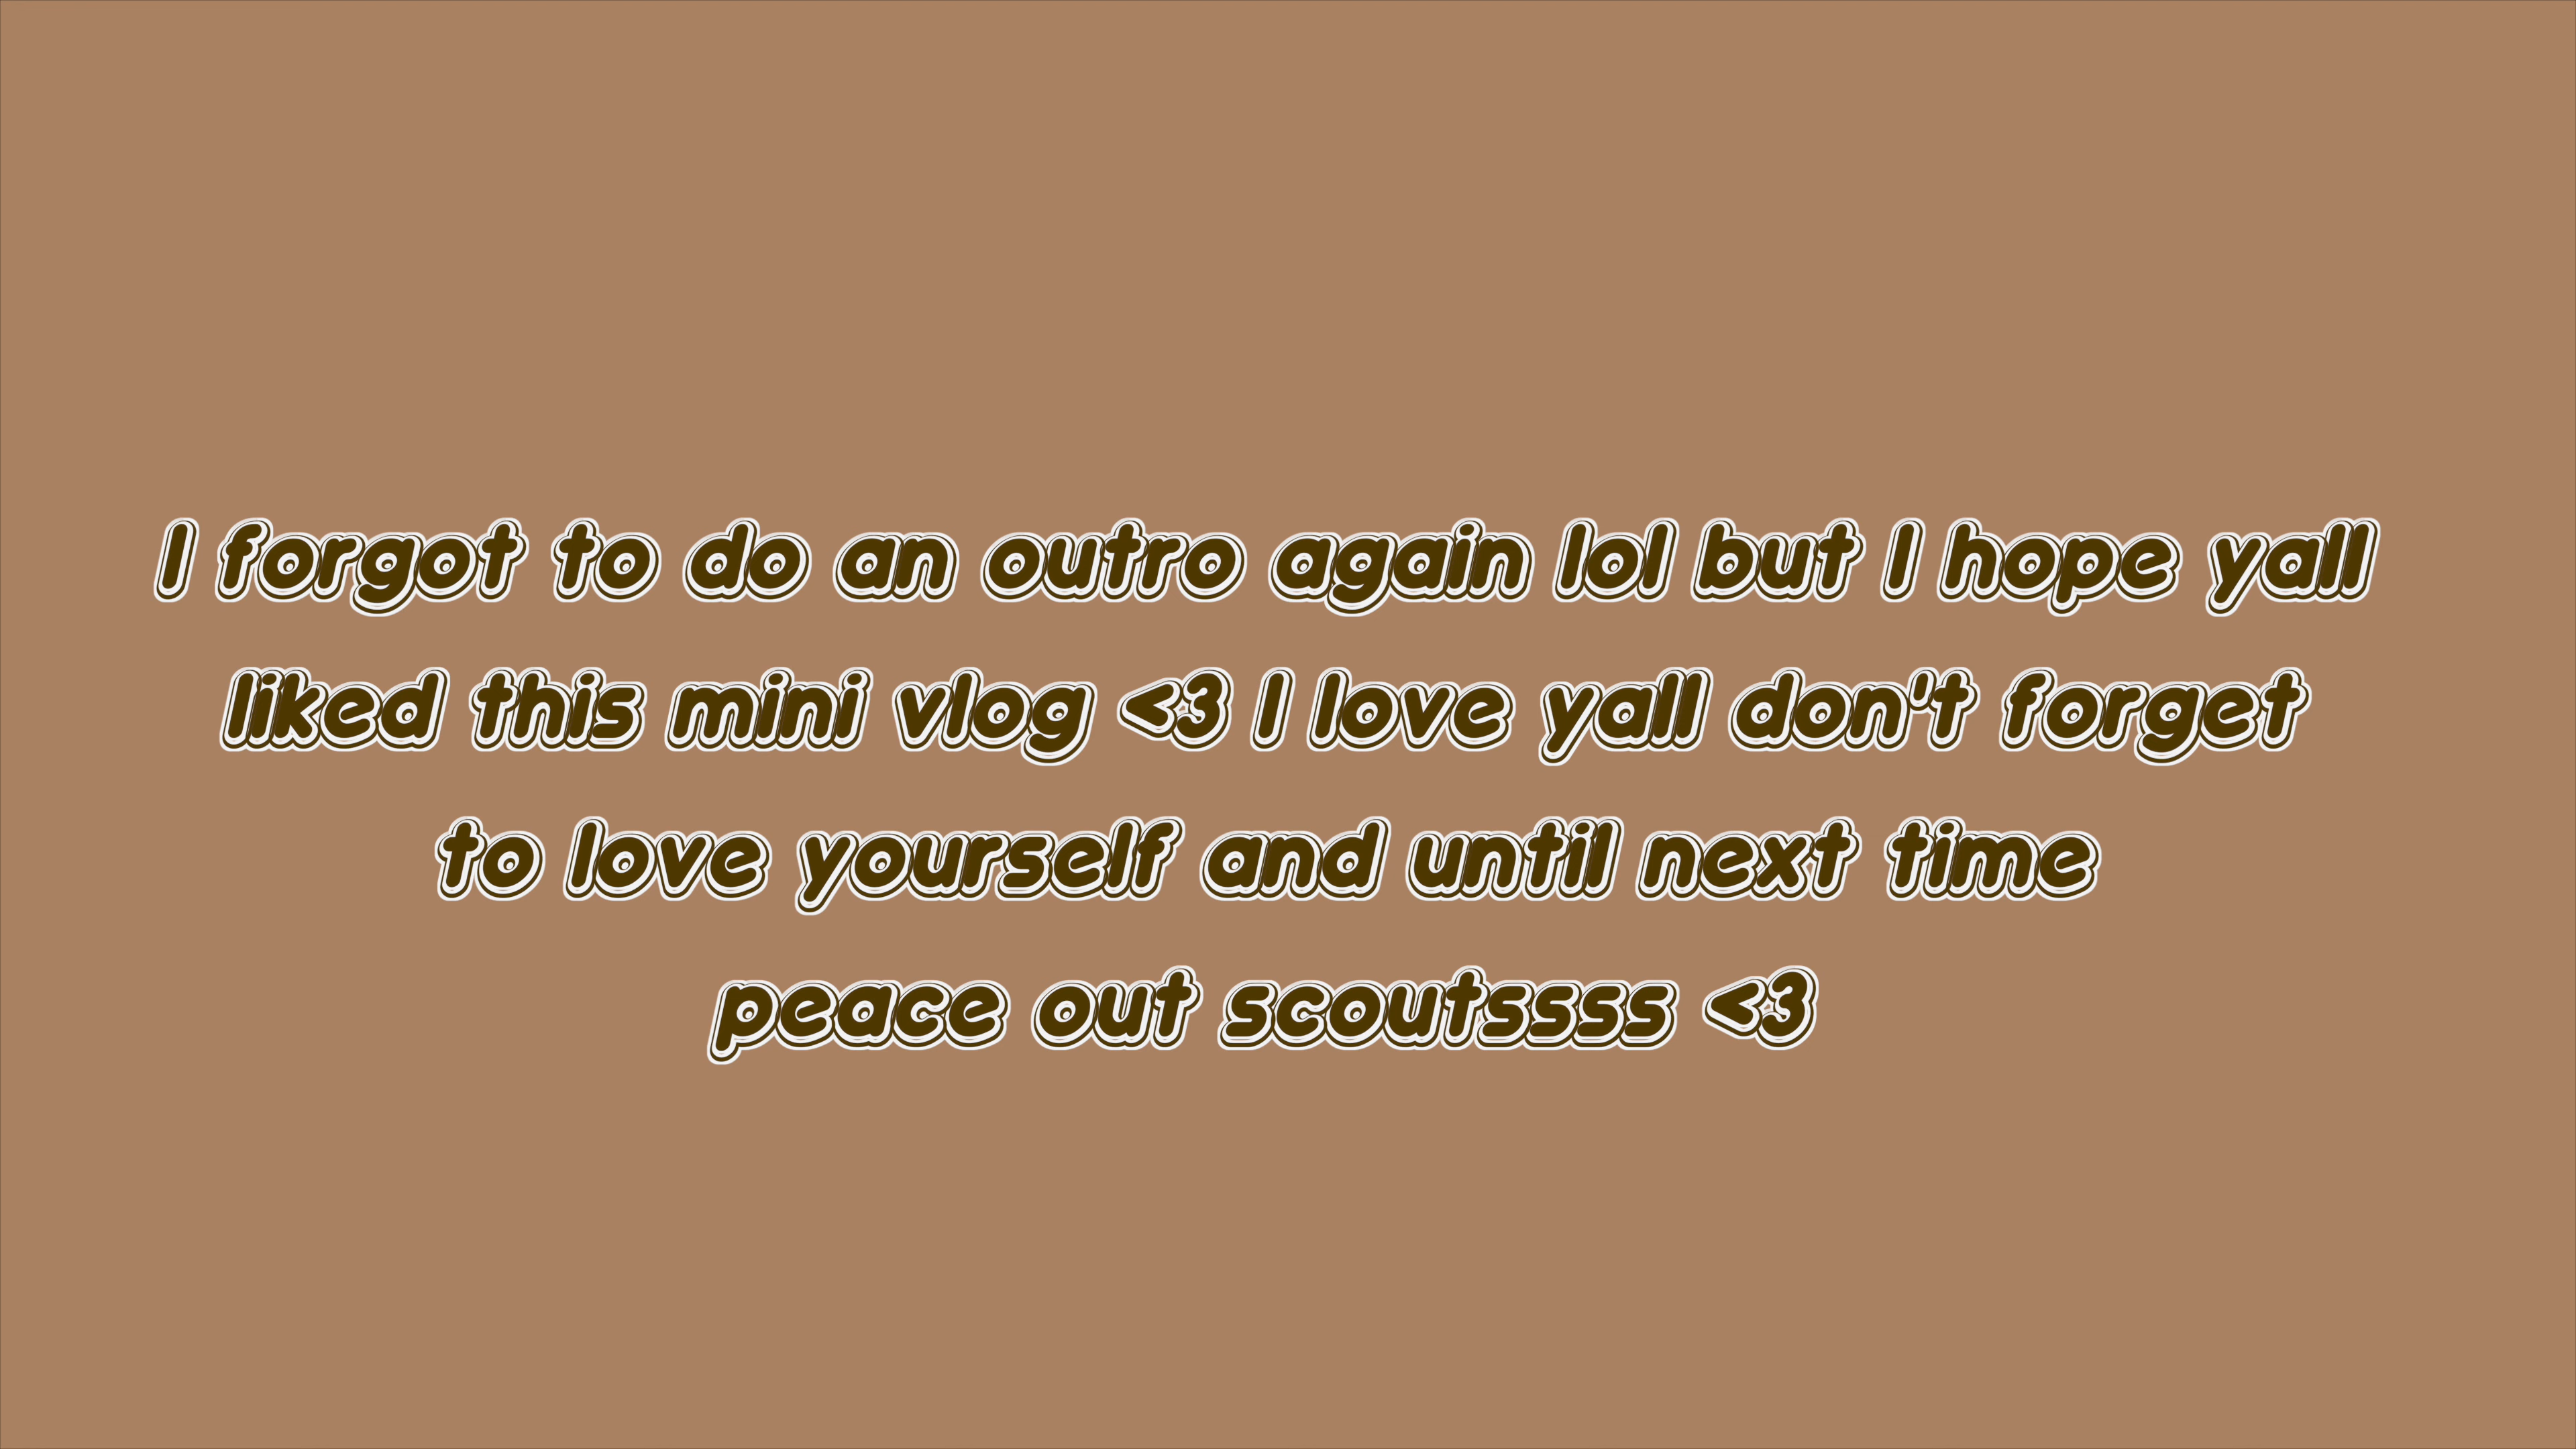 I forgot to do an outro again lol but I hope yall
liked this mini vlog <3 I love yall don't forget
to love yourself and until next time
peace out scoutssss <3